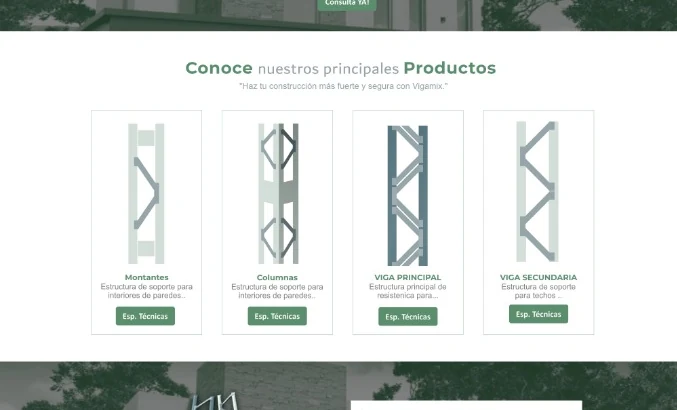 Consulta YA!
Conoce nuestros principales Productos
"Haz tu construcción más fuerte y segura con Vigamix."
Montantes
Estructura de soporte para
interiores de paredes..
Esp. Técnicas
Columnas
Estructura de soporte para
interiores de paredes..
Esp. Técnicas
VIGA PRINCIPAL
Estructura principal de
resisténica para...
Esp. Técnicas
VIGA SECUNDARIA
Estructura de soporte
para techos ...
Esp. Técnicas